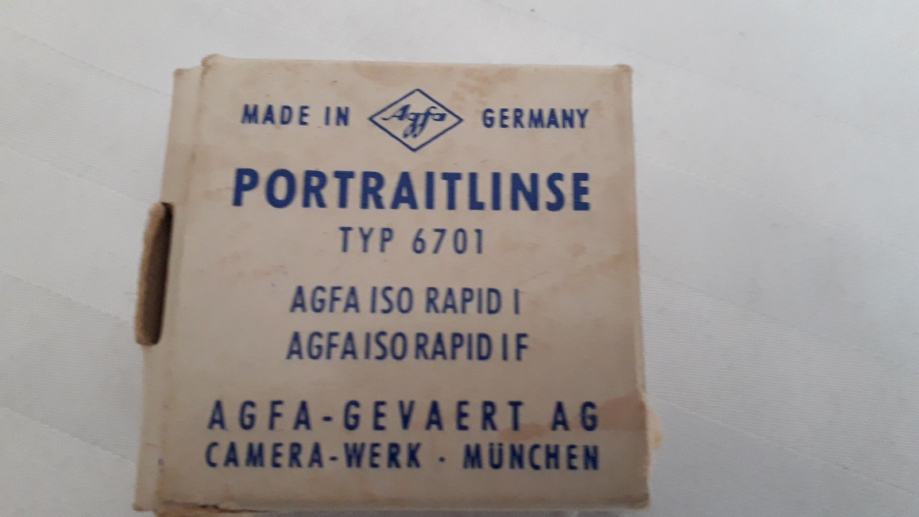 MADE IN Agfa GERMANY
PORTRAITLINSE
TYP 6701
AGFA ISO RAPID I
AGFA ISO RAPID I F
AGFA-GEVAERT AG
CAMERA-WERK · MÜNCHEN